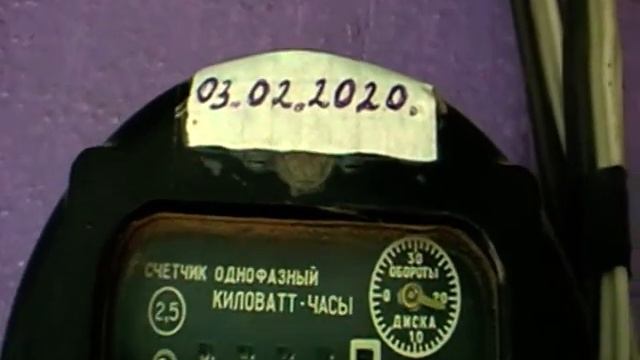 03.02.2020.
СЧЕТЧИК ОДНОФАЗНЫЙ
КИЛОВАТТ-ЧАСЫ
2,5
30
ОБОРОТЫ
0 20
ДИСКА
10